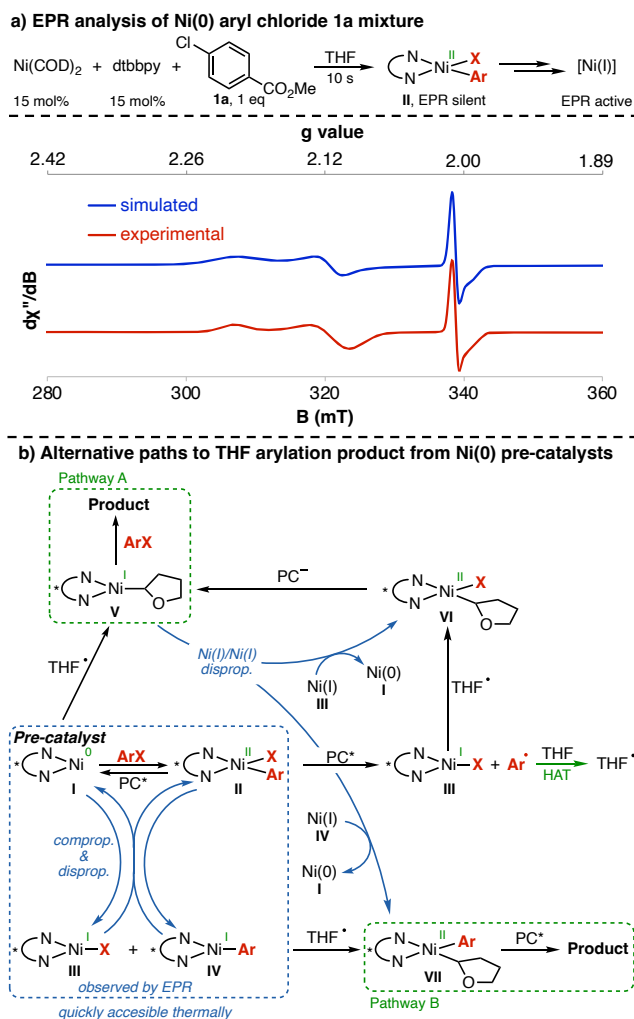 a) EPR analysis of Ni(0) aryl chloride 1a mixture
Ni(COD)2 + dtbbpy + Cl CO2Me THF 10 s N N Ni II X Ar [Ni(I)]
15 mol% 15 mol% 1a, 1 eq II, EPR silent EPR active
g value
2.42 2.26 2.12 2.00 1.89
simulated
experimental
dχ''/dB
280 300 320 340 360
B (mT)
b) Alternative paths to THF arylation product from Ni(0) pre-catalysts
Pathway A
Product
ArX
* N N Ni I O
V
PC−
* N N Ni II X O
VI
THF•
Ni(I)/Ni(I)
disprop.
Ni(I)
III
Ni(0)
I
THF•
Pre-catalyst
* N N Ni 0
I
ArX
PC*
* N N Ni II X Ar
II
PC*
* N N Ni I X + Ar•
III
THF
HAT
THF•
comprop.
&
disprop.
Ni(I)
IV
Ni(0)
I
* N N Ni I X
III
+
* N N Ni I Ar
IV
observed by EPR
quickly accesible thermally
THF•
* N N Ni II Ar O
VII
PC*
Product
Pathway B